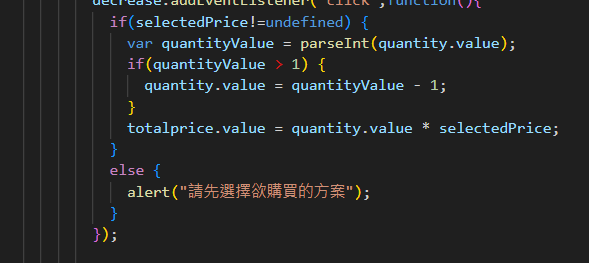 decrease.addEventListener("click",function(){
if(selectedPrice!=undefined) {
var quantityValue = parseInt(quantity.value);
if(quantityValue > 1) {
quantity.value = quantityValue - 1;
}
totalprice.value = quantity.value * selectedPrice;
}
else {
alert("請先選擇欲購買的方案");
}
});